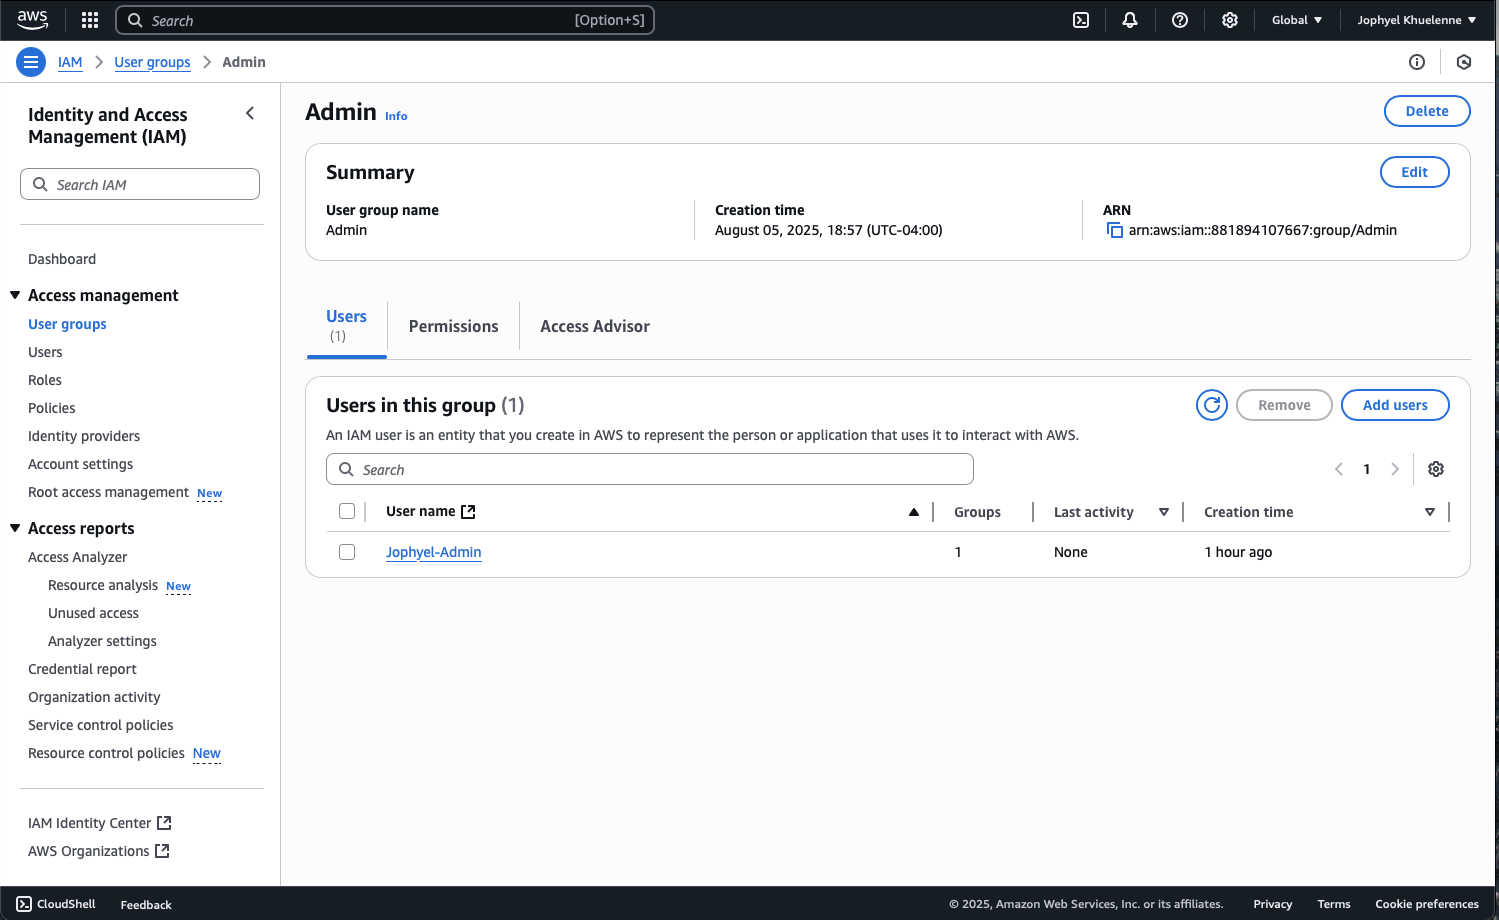 aws
Search [Option+S]
Global
Jophyel Khuelenne
IAM
User groups
Admin
Identity and Access
Management (IAM)
Search IAM
Dashboard
Access management
User groups
Users
Roles
Policies
Identity providers
Account settings
Root access management New
Access reports
Access Analyzer
Resource analysis New
Unused access
Analyzer settings
Credential report
Organization activity
Service control policies
Resource control policies New
IAM Identity Center
AWS Organizations
Admin Info
Delete
Summary
Edit
User group name
Admin
Creation time
August 05, 2025, 18:57 (UTC-04:00)
ARN
arn:aws:iam::881894107667:group/Admin
Users
(1)
Permissions
Access Advisor
Users in this group (1)
Remove
Add users
An IAM user is an entity that you create in AWS to represent the person or application that uses it to interact with AWS.
Search
1
User name Groups Last activity Creation time
Jophyel-Admin 1 None 1 hour ago
CloudShell
Feedback
© 2025, Amazon Web Services, Inc. or its affiliates.
Privacy
Terms
Cookie preferences